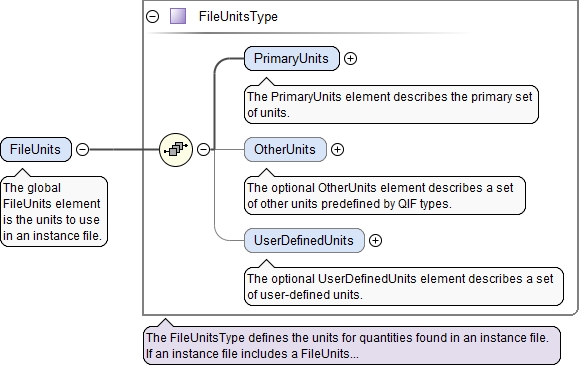 FileUnitsType
PrimaryUnits
The PrimaryUnits element describes the primary set
of units.
FileUnits
The global
FileUnits element
is the units to use
in an instance file.
OtherUnits
The optional OtherUnits element describes a set
of other units predefined by QIF types.
UserDefinedUnits
The optional UserDefinedUnits element describes a set
of user-defined units.
The FileUnitsType defines the units for quantities found in an instance file.
If an instance file includes a FileUnits...